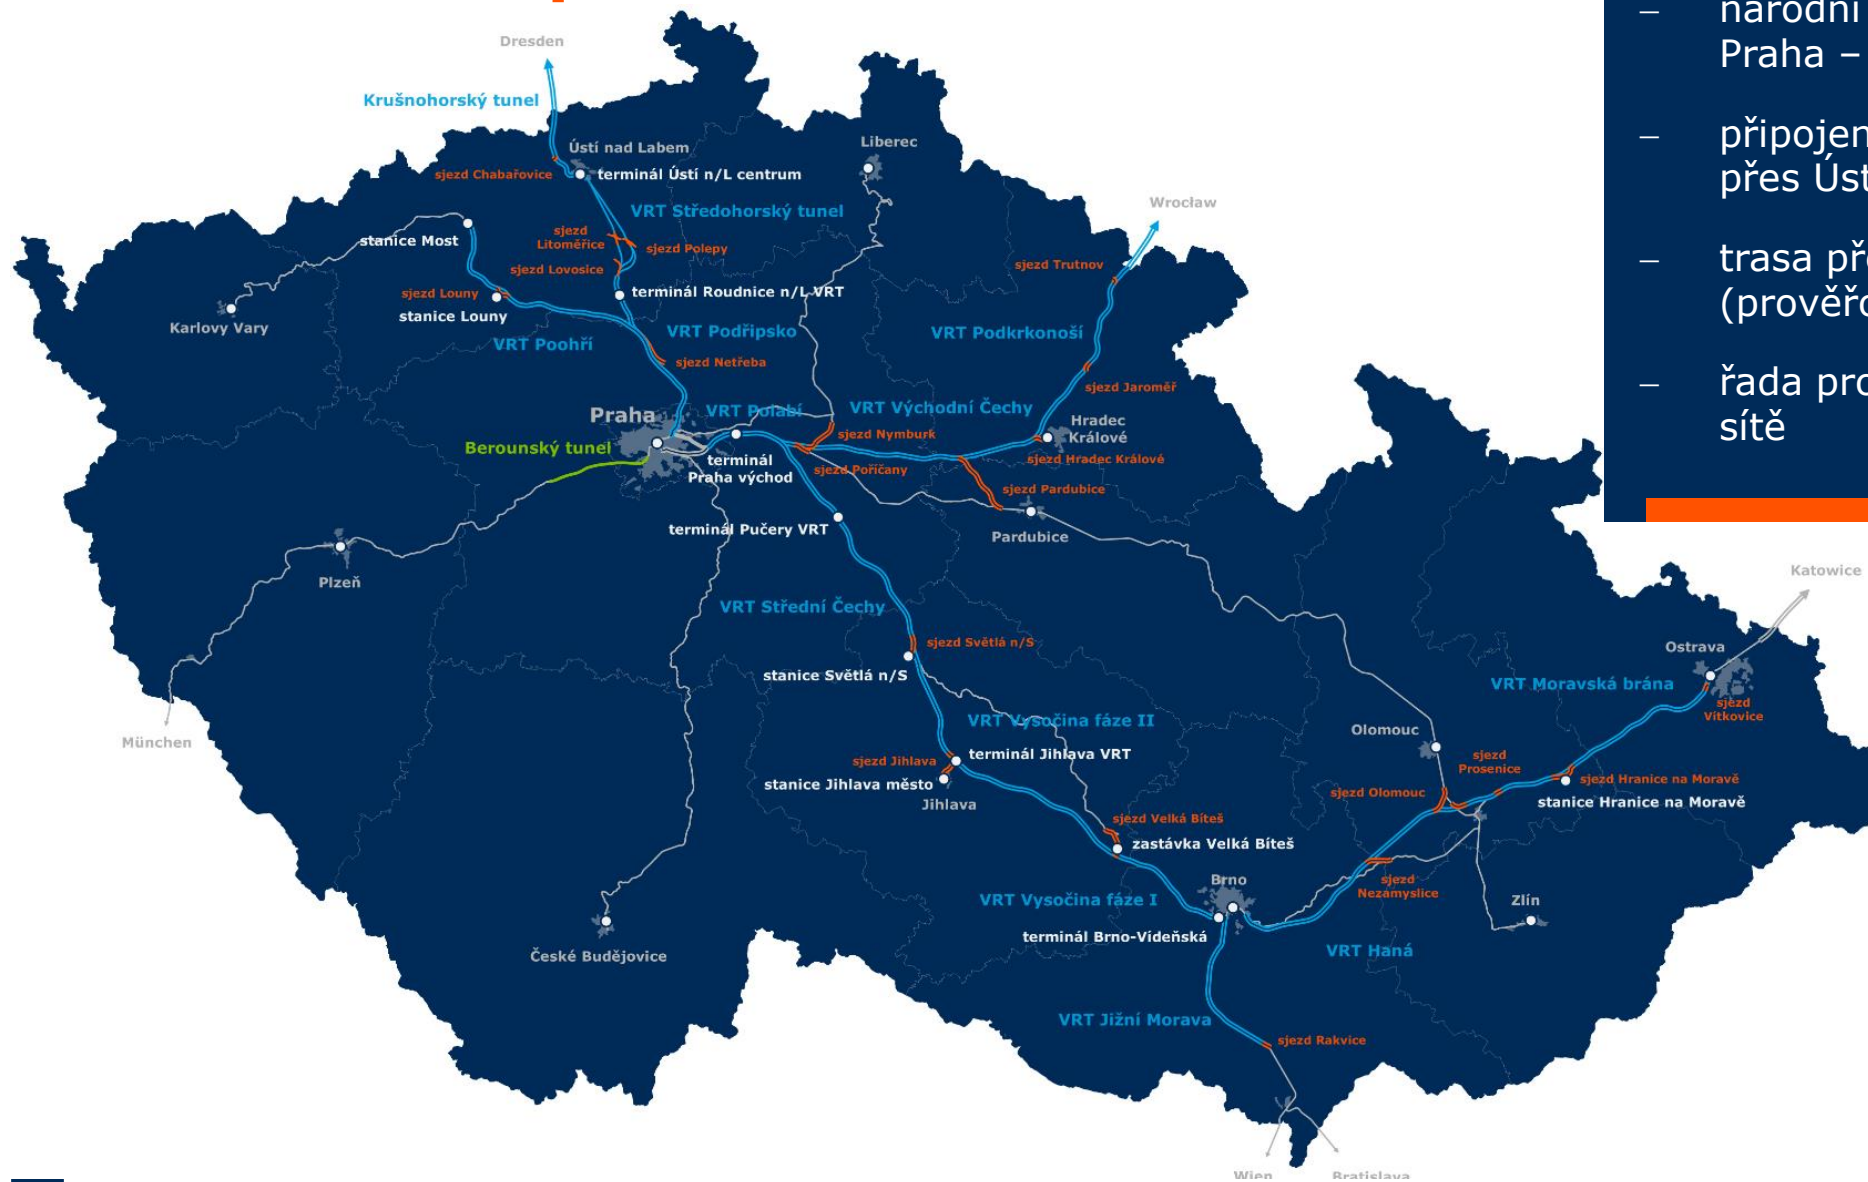 Dresden
Krušnohorský tunel
Ústí nad Labem
Liberec
sjezd Chabařovice
terminál Ústí n/L centrum
Wrocław
VRT Středohorský tunel
sjezd
Litoměřice
stanice Most
sjezd Polepy
sjezd Lovosice
sjezd Trutnov
sjezd Louny
terminál Roudnice n/L VRT
stanice Louny
Karlovy Vary
VRT Podřipsko
VRT Podkrkonoší
VRT Poohří
sjezd Netřeba
sjezd Jaroměř
Praha
VRT Polabí
VRT Východní Čechy
Hradec
Králové
sjezd Nymburk
Berounský tunel
terminál
Praha východ
sjezd Hradec Králové
sjezd Poříčany
sjezd Pardubice
terminál Pučery VRT
Pardubice
Plzeň
VRT Střední Čechy
sjezd Světlá n/S
stanice Světlá n/S
München
VRT Vysočina fáze II
terminál Jihlava VRT
sjezd Jihlava
stanice Jihlava město
Jihlava
Katowice
Ostrava
VRT Moravská brána
sjezd
Vítkovice
Olomouc
sjezd
Prosenice
sjezd Hranice na Moravě
sjezd Olomouc
stanice Hranice na Moravě
sjezd Velká Bíteš
zastávka Velká Bíteš
Brno
sjezd
Nezamyslice
VRT Vysočina fáze I
Zlín
terminál Brno-Vídeňská
VRT Haná
České Budějovice
VRT Jižní Morava
sjezd Rakvice
Wien
Bratislava
– národní
Praha –
–
přes
– trasa
–
řada
sítě